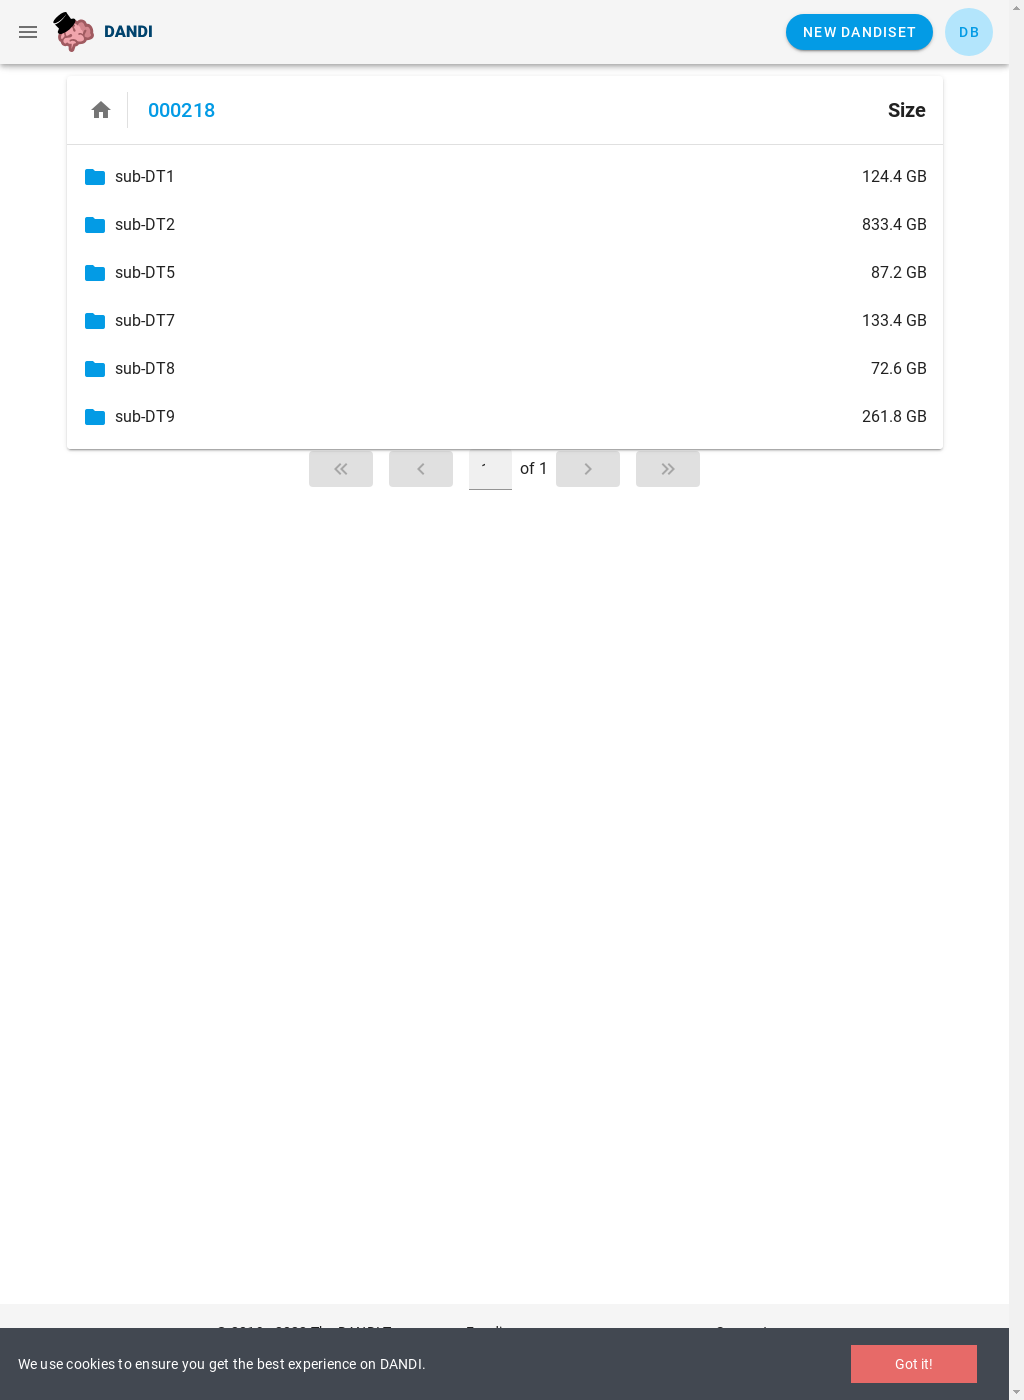 DANDI
NEW DANDISET
DB
000218
Size
sub-DT1 124.4 GB
sub-DT2 833.4 GB
sub-DT5 87.2 GB
sub-DT7 133.4 GB
sub-DT8 72.6 GB
sub-DT9 261.8 GB
of 1
We use cookies to ensure you get the best experience on DANDI.
Got it!